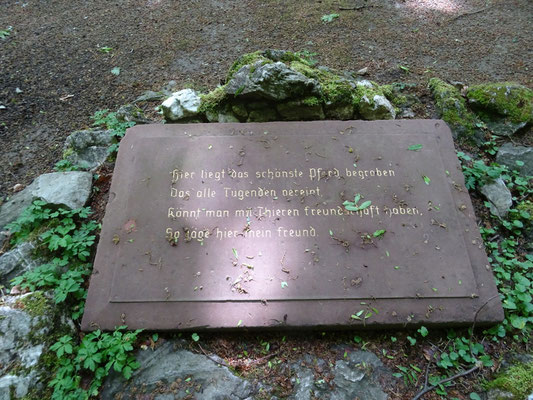 Hier liegt das schönste Pferd begraben
Das alle Tugenden vereint.
Könnt' man mit Thieren freundschaft haben,
So läge hier mein freund.